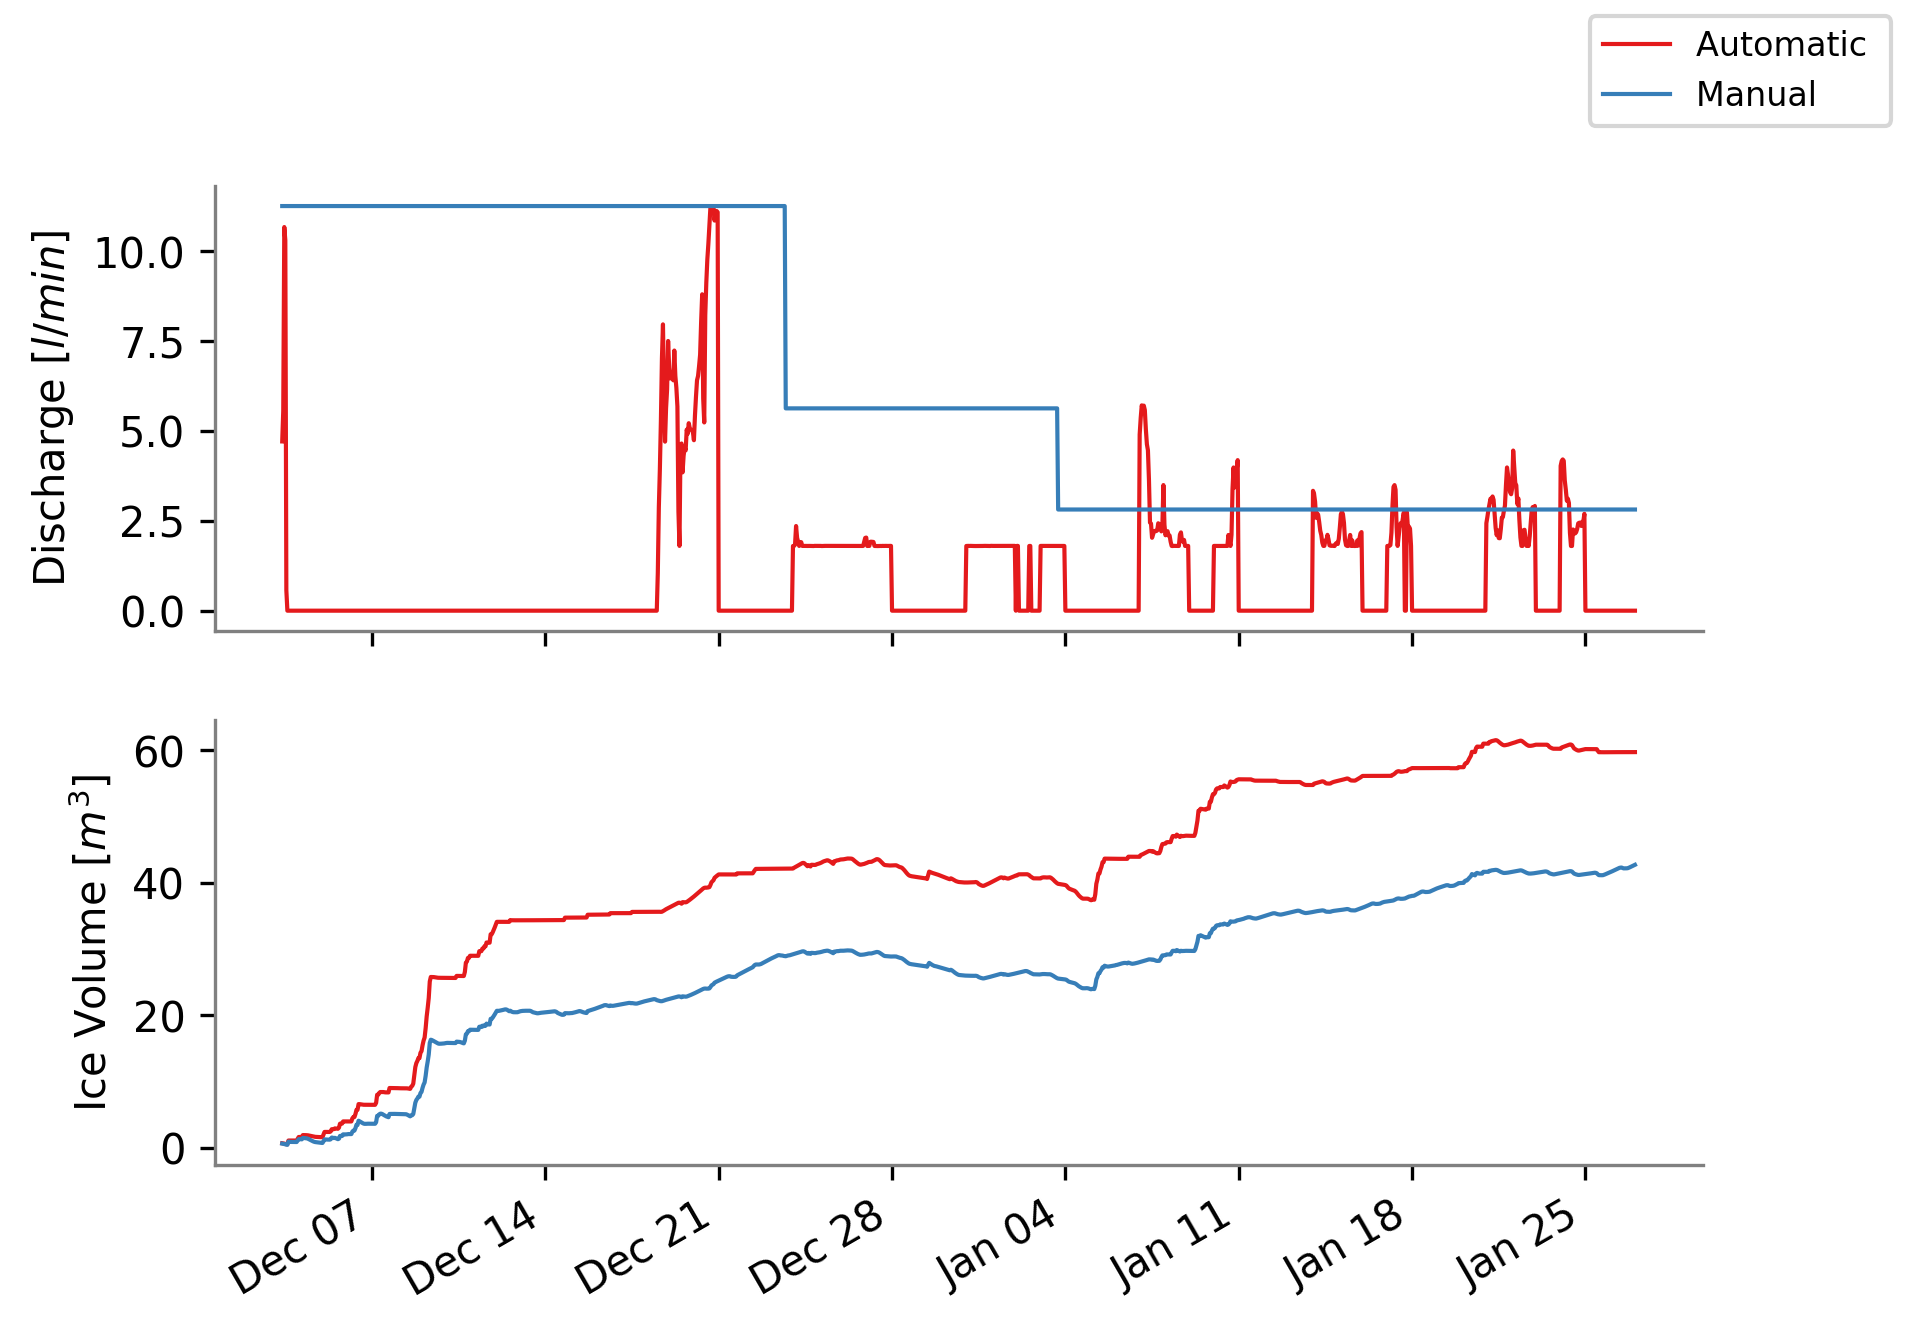 Automatic
Manual
Discharge [l/min]
10.0
7.5
5.0
2.5
0.0
Ice Volume [m³]
60
40
20
0
Dec 07
Dec 14
Dec 21
Dec 28
Jan 04
Jan 11
Jan 18
Jan 25